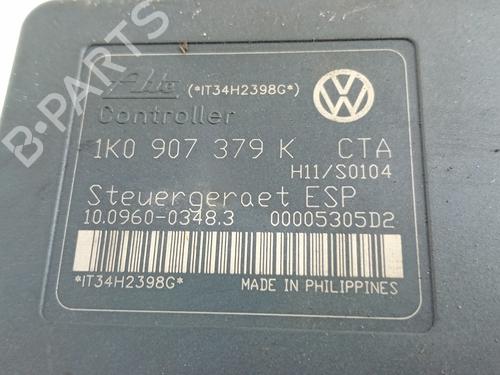 Ate (*IT34H2398G*)
Controller
1K0 907 379 K CTA
H11/S0104
Steuergeraet ESP
10.0960-0348.3 00005305D2
*IT34H2398G*
MADE IN PHILIPPINES